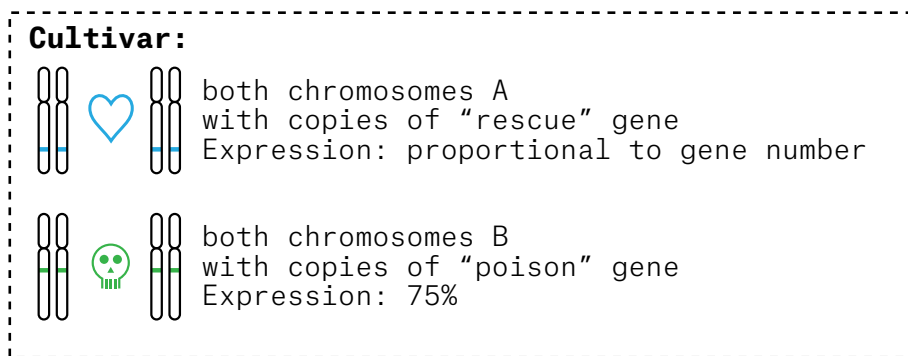 Cultivar:
both chromosomes A
with copies of “rescue” gene
Expression: proportional to gene number
both chromosomes B
with copies of “poison” gene
Expression: 75%